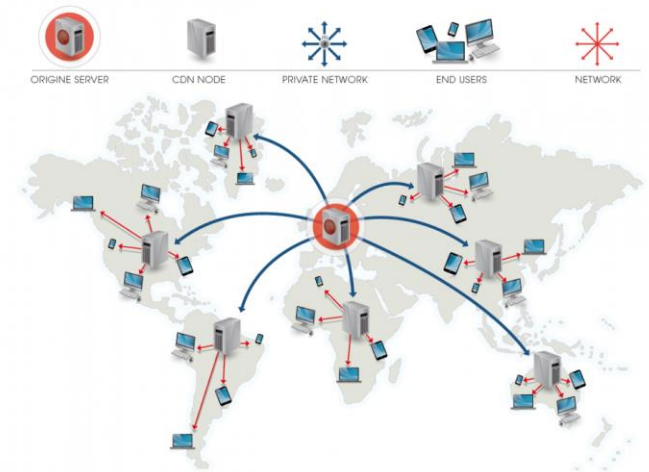 ORIGINE SERVER
CDN NODE
PRIVATE NETWORK
END USERS
NETWORK